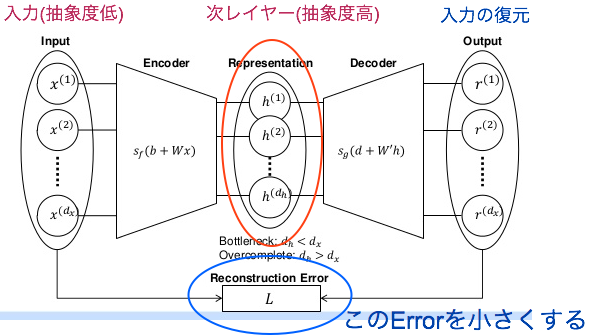 入力(抽象度低)
次レイヤー(抽象度高)
入力の復元
Input
Encoder
Representation
Decoder
Output
x⁽¹⁾
x⁽²⁾
x⁽ᵈˣ⁾
s_f(b + Wx)
h⁽¹⁾
h⁽²⁾
h^(d_h)
s_g(d + W'h)
r⁽¹⁾
r⁽²⁾
r^(d_x)
Bottleneck: d_h < d_x
Overcomplete: d_h > d_x
Reconstruction Error
L
このErrorを小さくする